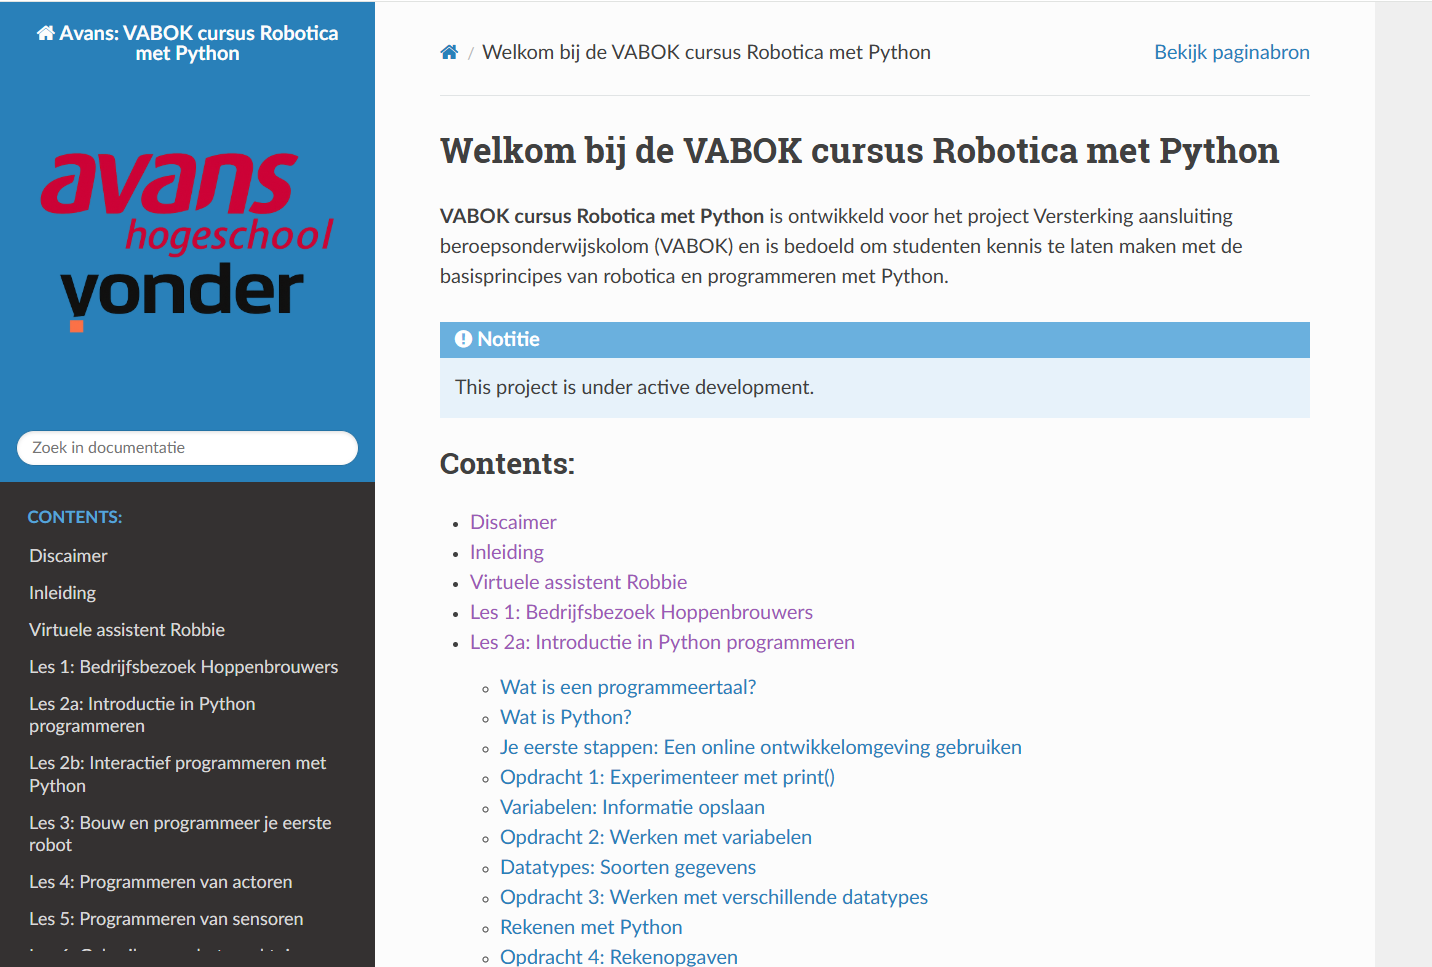 Avans: VABOK cursus Robotica
met Python
avans
hogeschool
yonder
Zoek in documentatie
CONTENTS:
Discaimer
Inleiding
Virtuele assistent Robbie
Les 1: Bedrijfsbezoek Hoppenbrouwers
Les 2a: Introductie in Python
programmeren
Les 2b: Interactief programmeren met
Python
Les 3: Bouw en programmeer je eerste
robot
Les 4: Programmeren van actoren
Les 5: Programmeren van sensoren
/ Welkom bij de VABOK cursus Robotica met Python
Bekijk paginabron
Welkom bij de VABOK cursus Robotica met Python
VABOK cursus Robotica met Python is ontwikkeld voor het project Versterking aansluiting
beroepsonderwijskolom (VABOK) en is bedoeld om studenten kennis te laten maken met de
basisprincipes van robotica en programmeren met Python.
Notitie
This project is under active development.
Contents:
Discaimer
Inleiding
Virtuele assistent Robbie
Les 1: Bedrijfsbezoek Hoppenbrouwers
Les 2a: Introductie in Python programmeren
Wat is een programmeertaal?
Wat is Python?
Je eerste stappen: Een online ontwikkelomgeving gebruiken
Opdracht 1: Experimenteer met print()
Variabelen: Informatie opslaan
Opdracht 2: Werken met variabelen
Datatypes: Soorten gegevens
Opdracht 3: Werken met verschillende datatypes
Rekenen met Python
Opdracht 4: Rekenopgaven